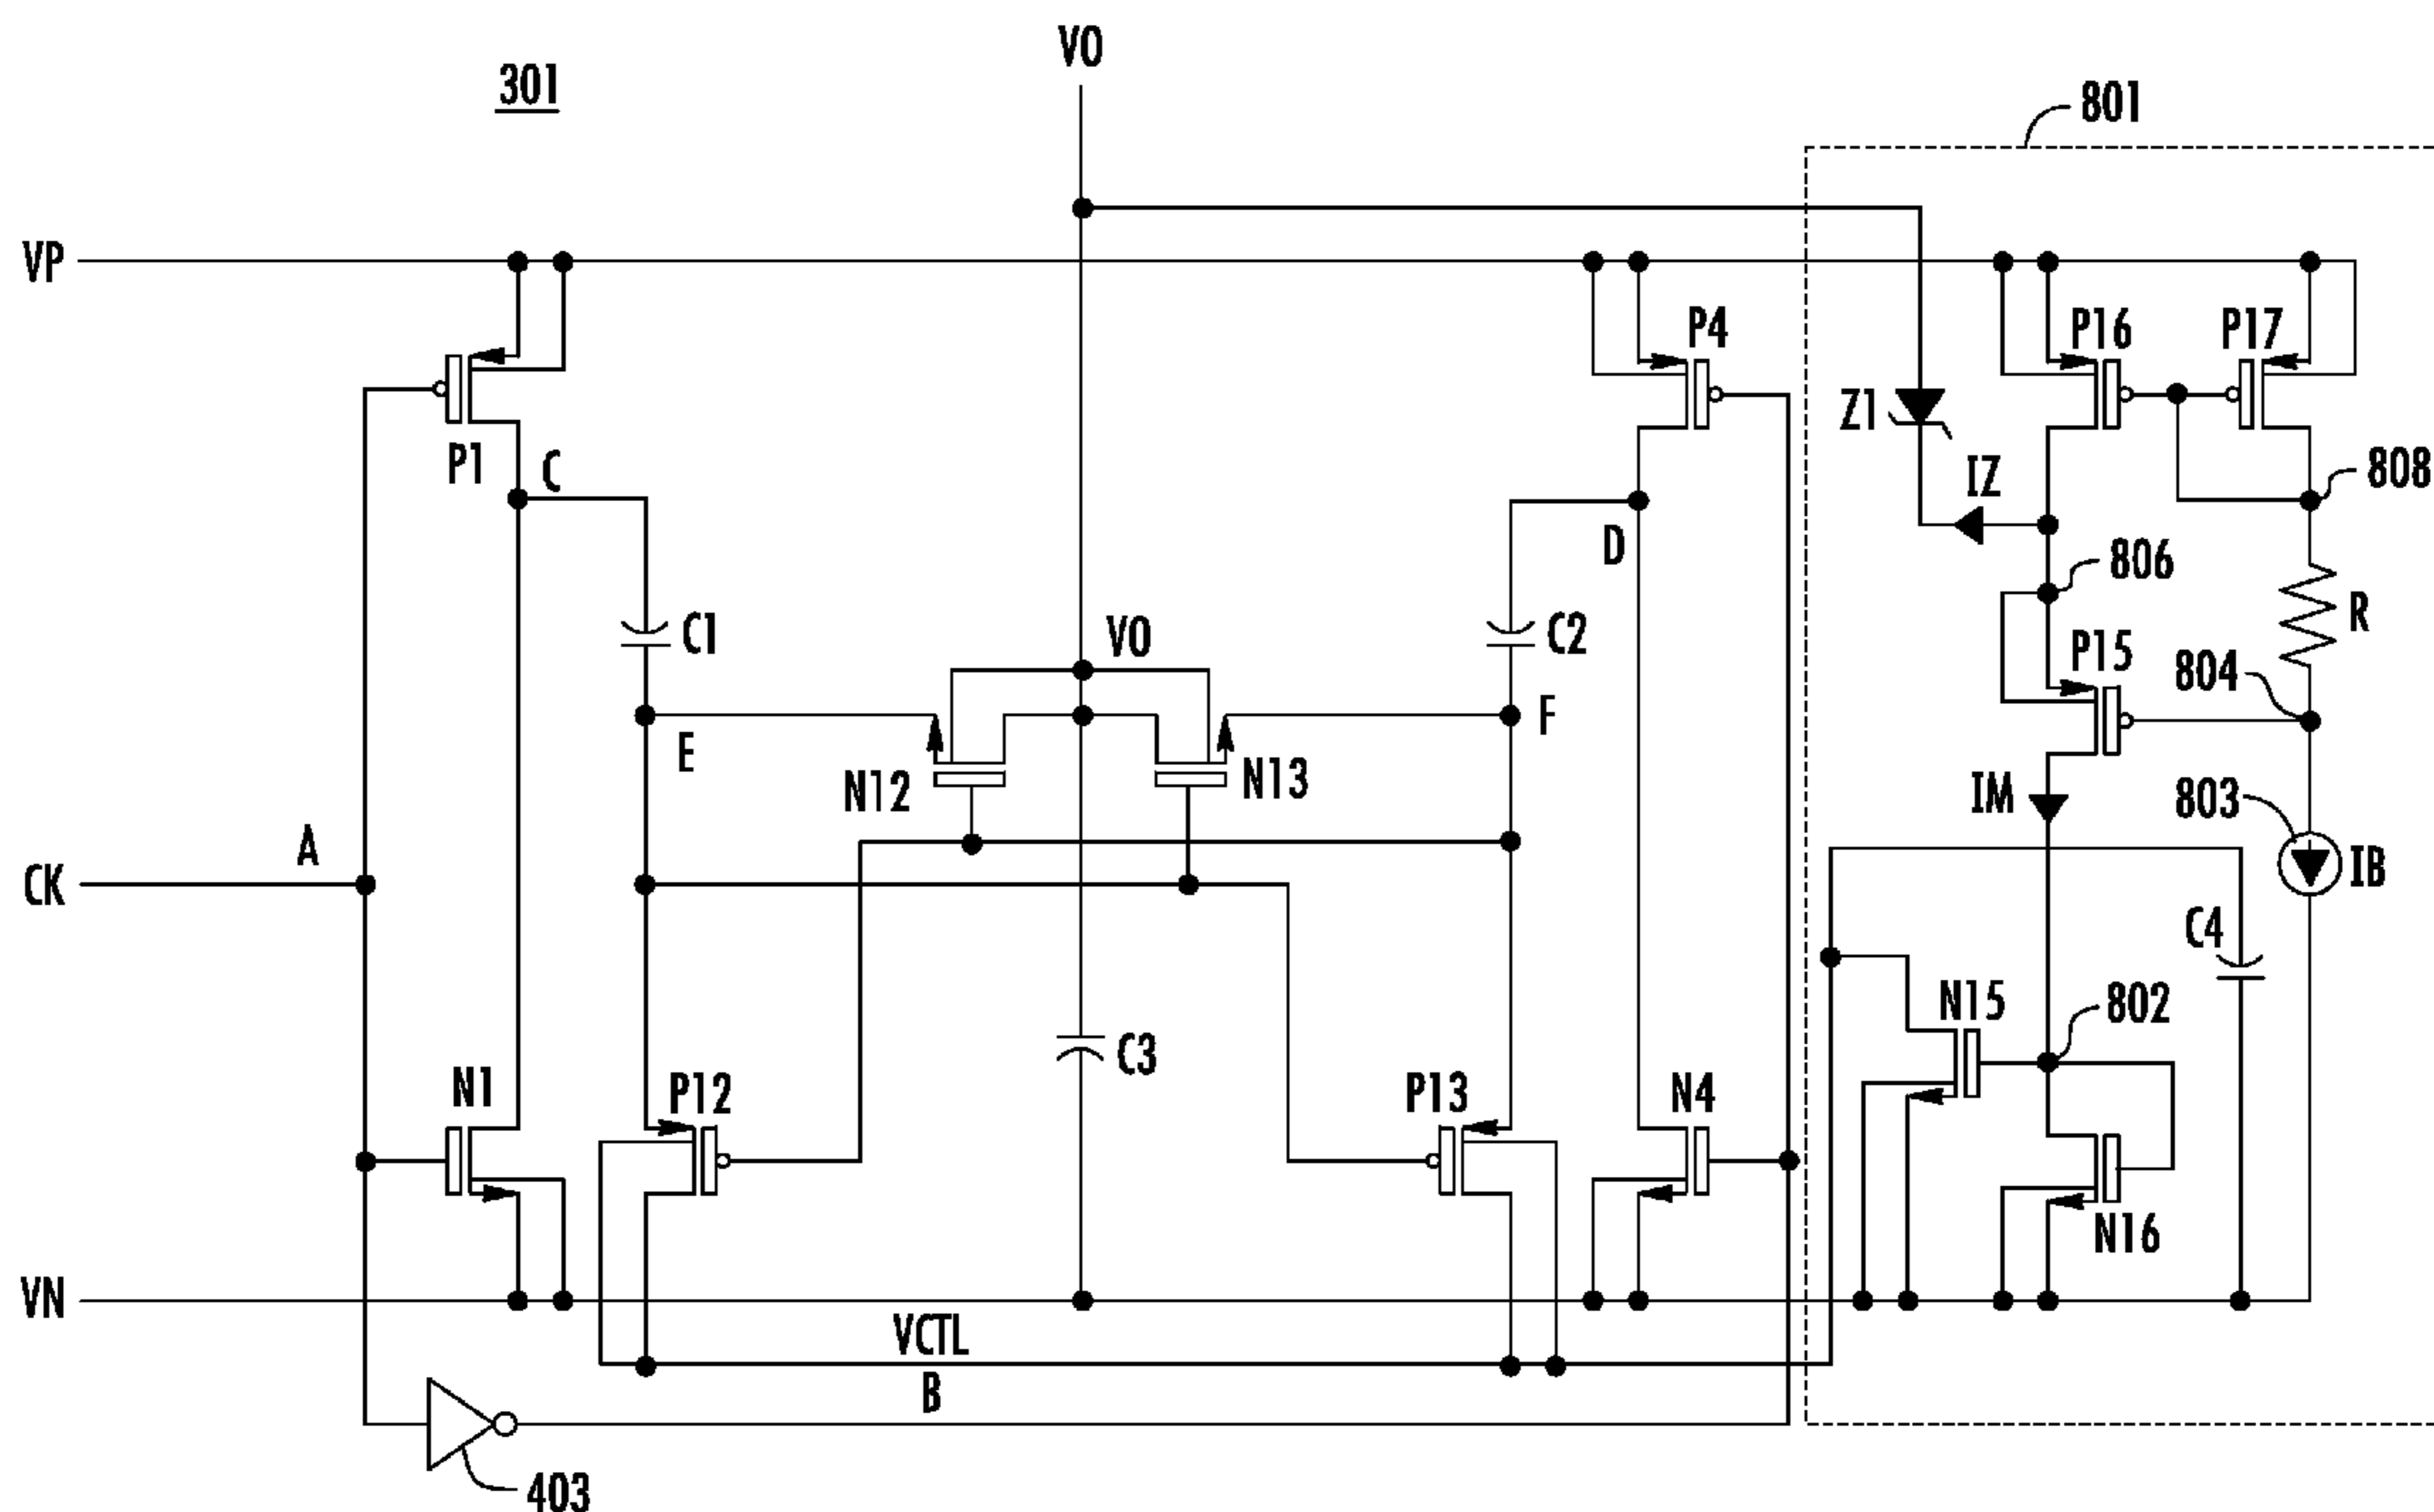 VO
301
801
VP
P4
P16
P17
Z1
P1
C
808
IZ
D
806
C1
VO
C2
R
P15
804
F
E
N12
N13
IM
803
A
IB
CK
C4
N15
802
C3
N1
P12
P13
N4
N16
VN
VCTL
B
403